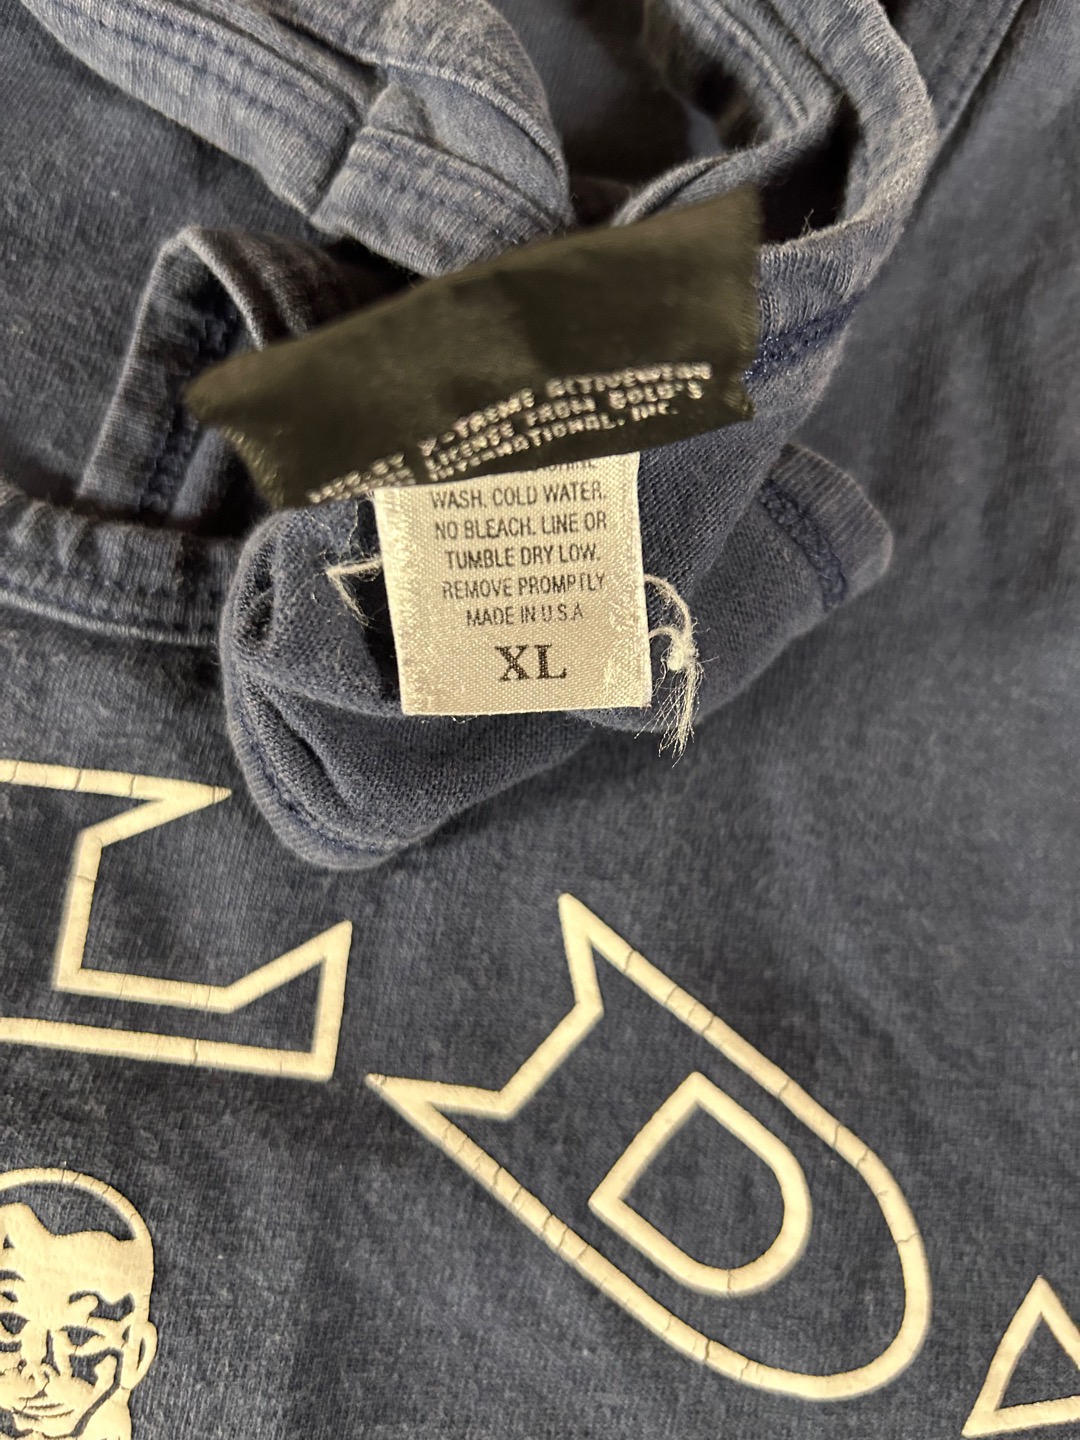 BY X-TREME ACTIVEWEAR
LICENSE FROM GOLD'S
INTERNATIONAL, INC.
WASH. COLD WATER.
NO BLEACH. LINE OR
TUMBLE DRY LOW.
REMOVE PROMPTLY
MADE IN U.S.A
XL